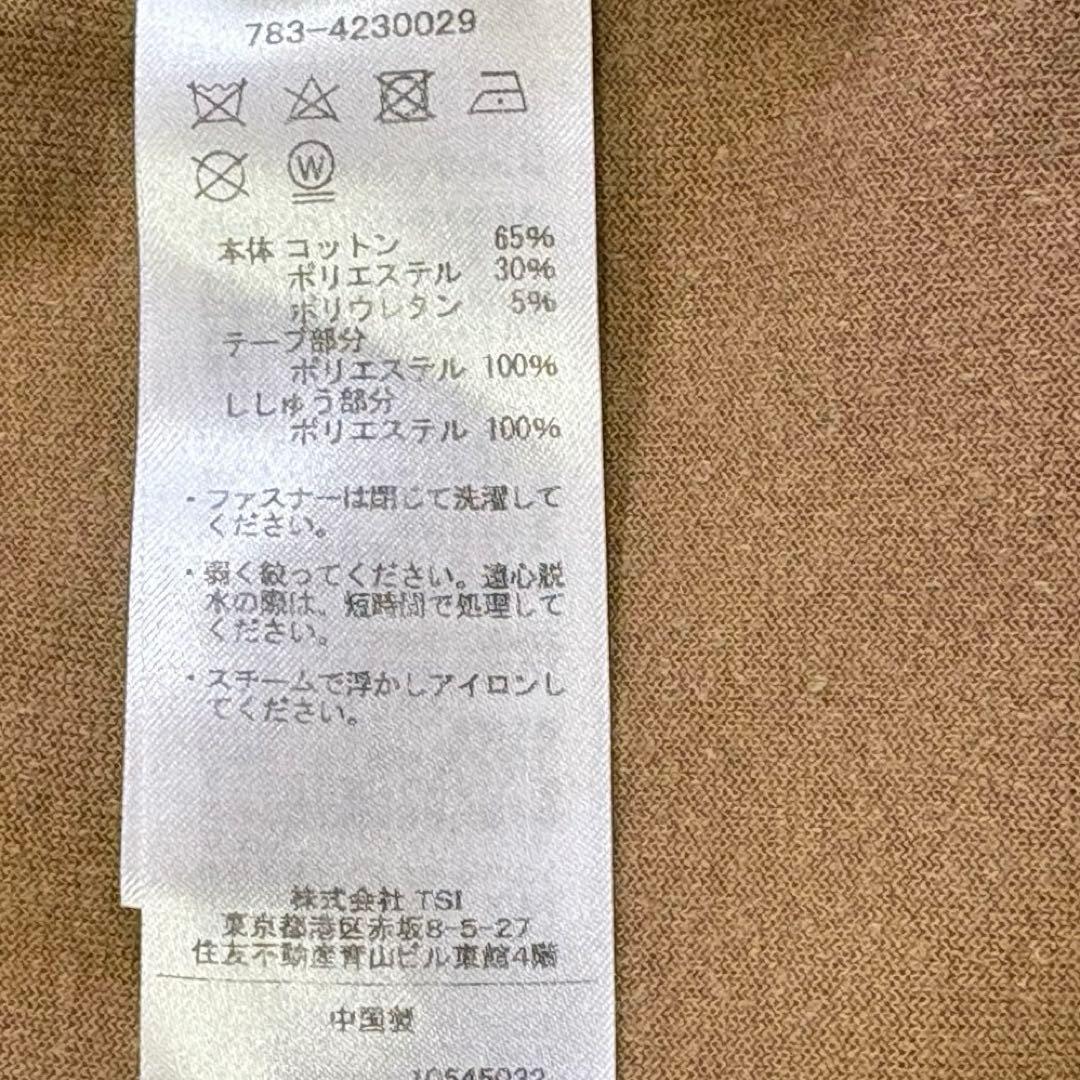 783-4230029
W
本体 コットン 65%
ポリエステル 30%
ポリウレタン 5%
テープ部分
ポリエステル 100%
ししゅう部分
ポリエステル 100%
・ファスナーは閉じて洗濯して
ください。
・弱く絞ってください。遠心脱
水の際は、短時間で処理して
ください。
・スチームで浮かしアイロンし
てください。
株式会社 TSI
東京都港区赤坂8-5-27
住友不動産青山ビル東館4階
中国製
10545032